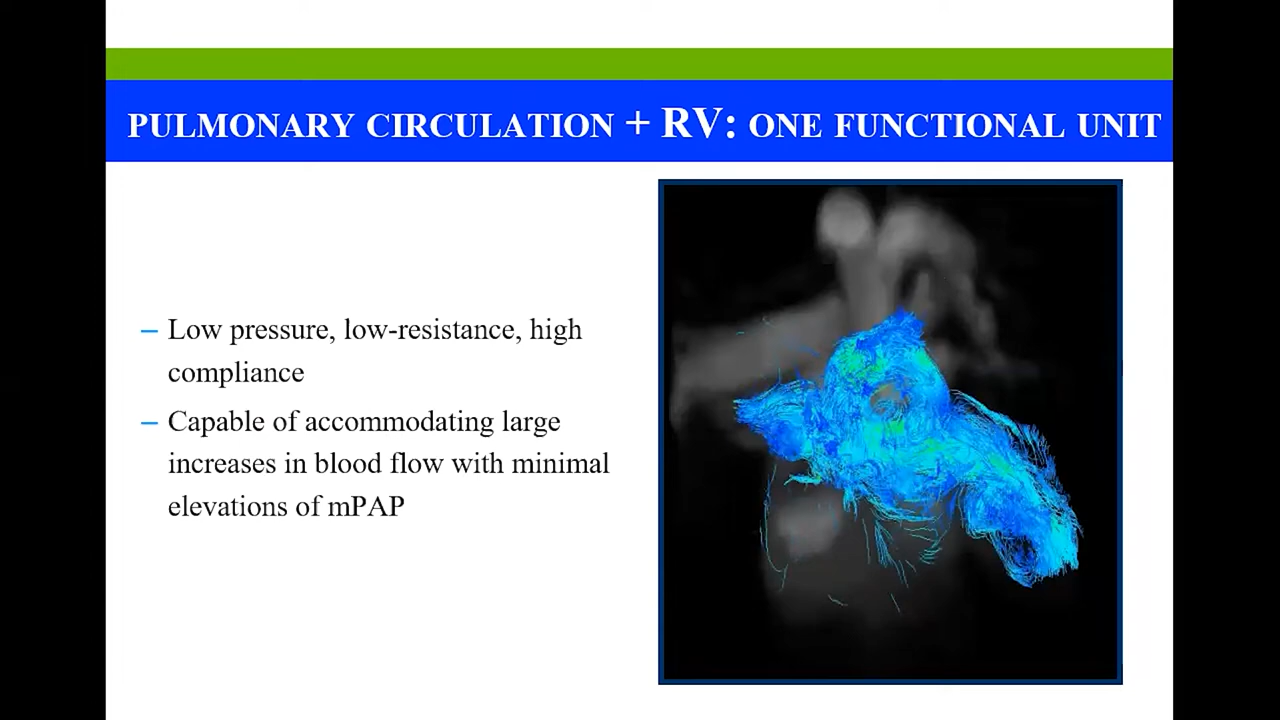 PULMONARY CIRCULATION + RV: ONE FUNCTIONAL UNIT
– Low pressure, low-resistance, high
compliance
– Capable of accommodating large
increases in blood flow with minimal
elevations of mPAP